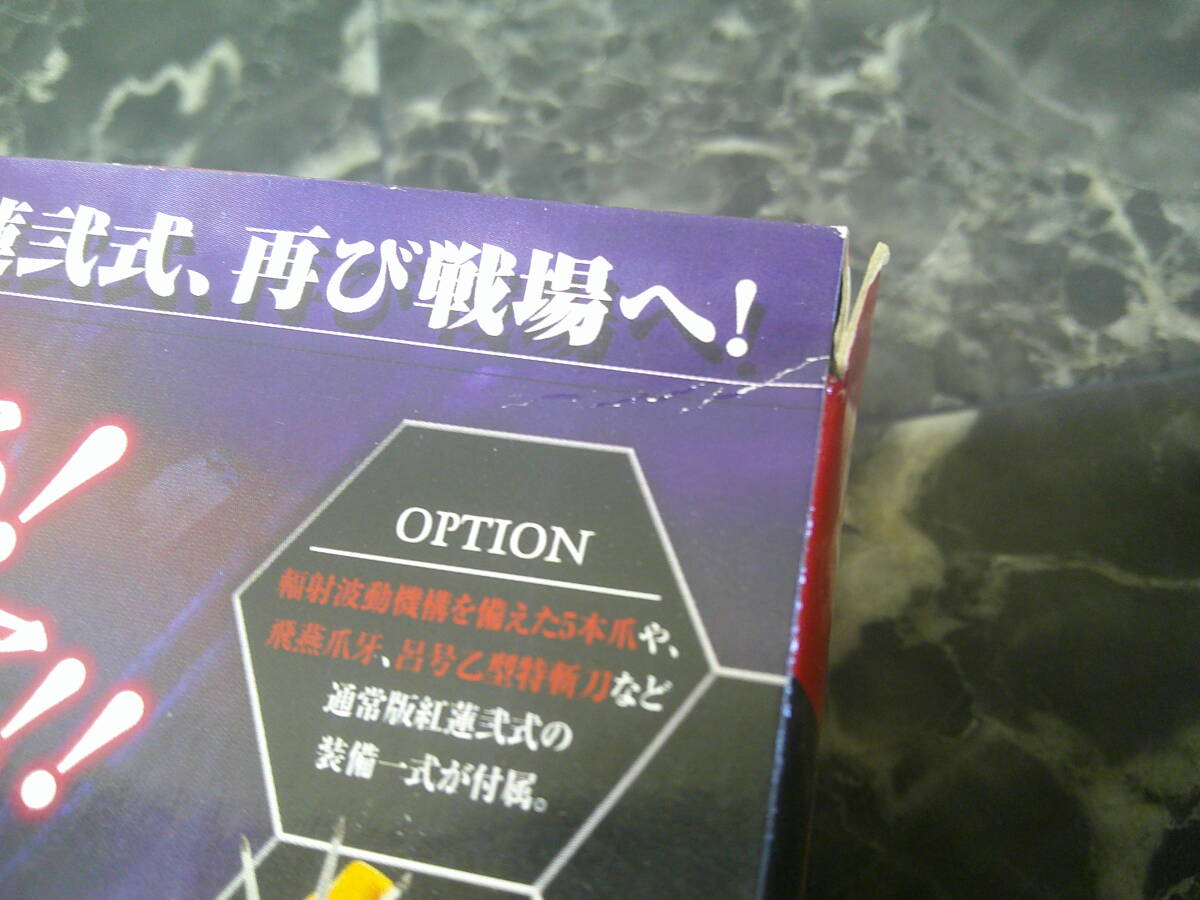 蓮弐式、再び戦場へ!
!
!!
OPTION
輻射波動機構を備えた5本爪や、
飛燕爪牙、呂号乙型特斬刀など
通常版紅蓮弐式の
装備一式が付属。